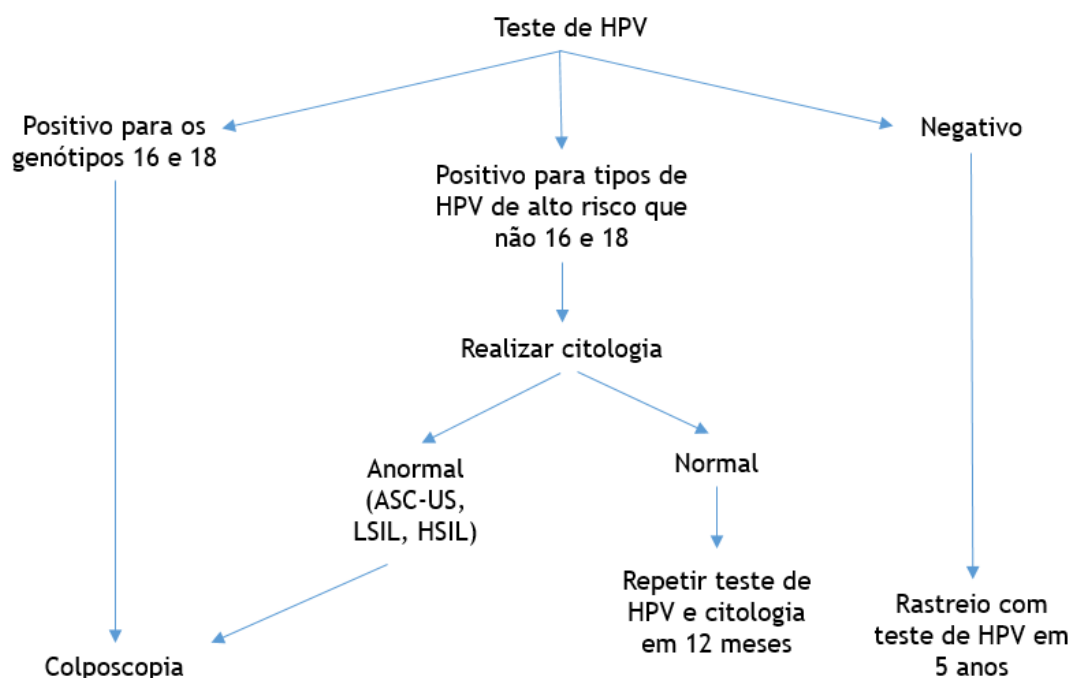 Teste de HPV
Positivo para os
genótipos 16 e 18
Positivo para tipos de
HPV de alto risco que
não 16 e 18
Negativo
Realizar citologia
Anormal
(ASC-US,
LSIL, HSIL)
Normal
Repetir teste de
HPV e citologia
em 12 meses
Rastreio com
teste de HPV em
5 anos
Colposcopia